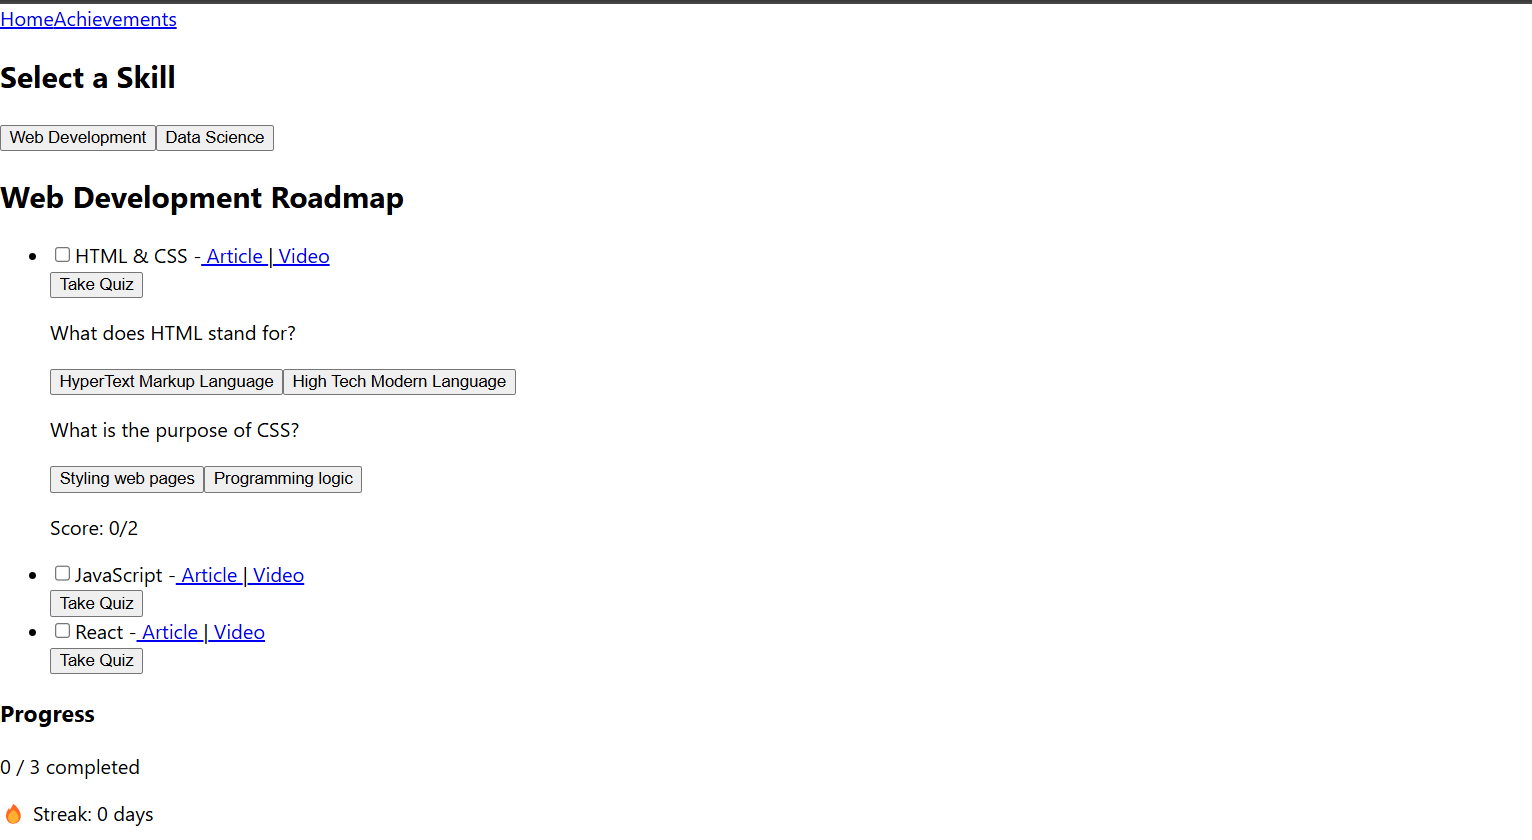 HomeAchievements
Select a Skill
Web Development Data Science
Web Development Roadmap
HTML & CSS - Article | Video
Take Quiz
What does HTML stand for?
HyperText Markup Language High Tech Modern Language
What is the purpose of CSS?
Styling web pages Programming logic
Score: 0/2
JavaScript - Article | Video
Take Quiz
React - Article | Video
Take Quiz
Progress
0 / 3 completed
🔥 Streak: 0 days